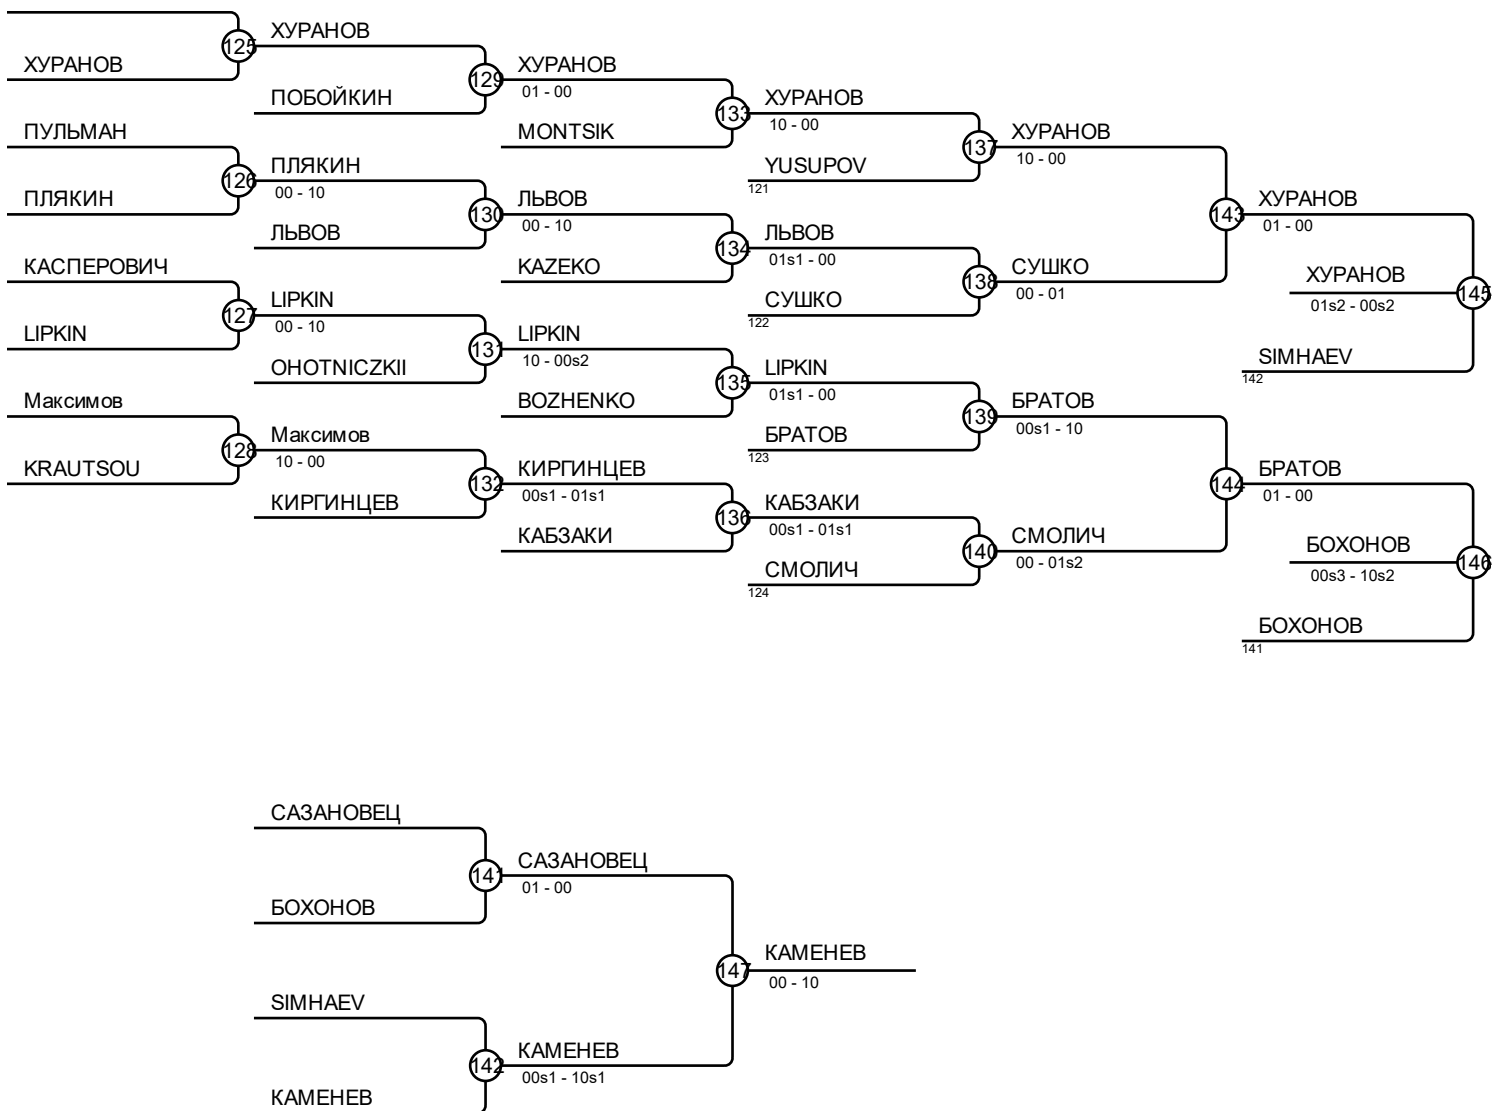 ХУРАНОВ
125
ХУРАНОВ
ПОБОЙКИН
129
ХУРАНОВ
01 - 00
MONTSIK
133
ХУРАНОВ
10 - 00
YUSUPOV
121
137
ХУРАНОВ
10 - 00
ПУЛЬМАН
ПЛЯКИН
126
ПЛЯКИН
00 - 10
ЛЬВОВ
130
ЛЬВОВ
00 - 10
KAZEKO
134
ЛЬВОВ
01s1 - 00
СУШКО
122
138
СУШКО
00 - 01
143
ХУРАНОВ
01 - 00
ХУРАНОВ
01s2 - 00s2
145
SIMHAEV
142
КАСПЕРОВИЧ
LIPKIN
127
LIPKIN
00 - 10
OHOTNICZKII
131
LIPKIN
10 - 00s2
BOZHENKO
135
LIPKIN
01s1 - 00
БРАТОВ
123
139
БРАТОВ
00s1 - 10
Максимов
KRAUTSOU
128
Максимов
10 - 00
КИРГИНЦЕВ
132
КИРГИНЦЕВ
00s1 - 01s1
КАБЗАКИ
136
КАБЗАКИ
00s1 - 01s1
СМОЛИЧ
124
140
СМОЛИЧ
00 - 01s2
144
БРАТОВ
01 - 00
БОХОНОВ
00s3 - 10s2
146
БОХОНОВ
141
САЗАНОВЕЦ
БОХОНОВ
141
САЗАНОВЕЦ
01 - 00
SIMHAEV
КАМЕНЕВ
142
КАМЕНЕВ
00s1 - 10s1
147
КАМЕНЕВ
00 - 10